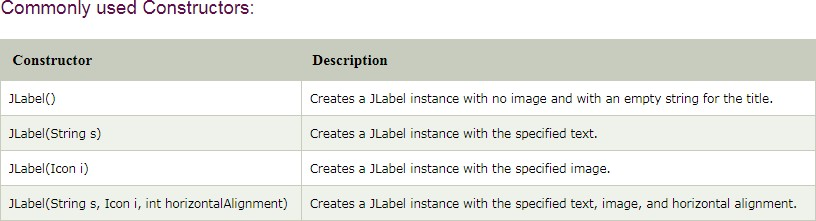 Commonly used Constructors:
Constructor Description
JLabel() Creates a JLabel instance with no image and with an empty string for the title.
JLabel(String s) Creates a JLabel instance with the specified text.
JLabel(Icon i) Creates a JLabel instance with the specified image.
JLabel(String s, Icon i, int horizontalAlignment) Creates a JLabel instance with the specified text, image, and horizontal alignment.